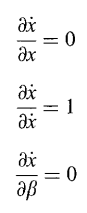 ∂ẋ/∂x = 0
∂ẋ/∂ẋ = 1
∂ẋ/∂β = 0